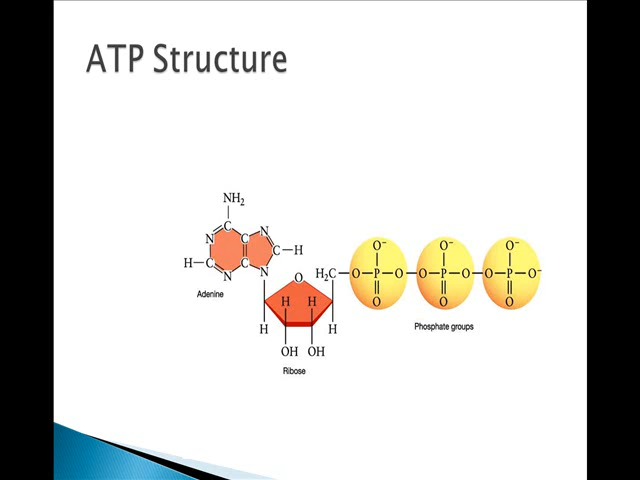 ATP Structure
NH₂
C
N C N
C—H
H—C C
N N
Adenine
O
H₂C—O—P—O—O—P—O—O—P—O⁻
O⁻ O⁻ O⁻
O O O
H H
H H
OH OH
Ribose
Phosphate groups